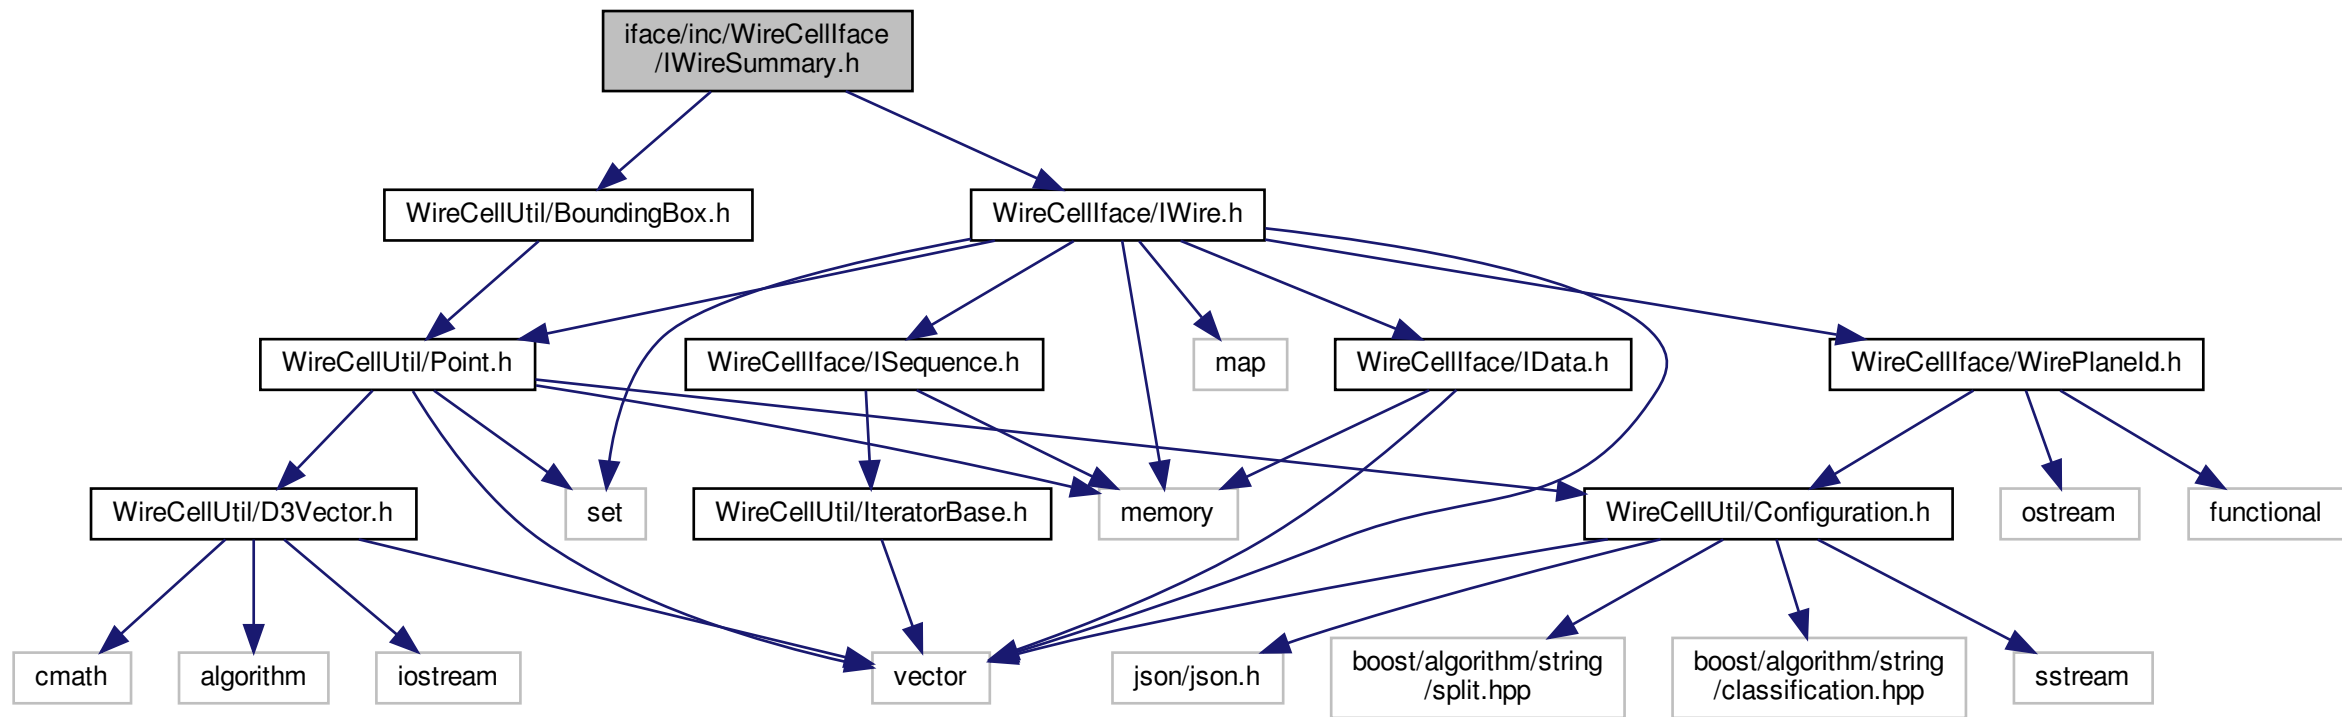 iface/inc/WireCellIface
/IWireSummary.h
WireCellUtil/BoundingBox.h
WireCellIface/IWire.h
WireCellUtil/Point.h
WireCellIface/ISequence.h
map
WireCellIface/IData.h
WireCellIface/WirePlaneId.h
WireCellUtil/D3Vector.h
set
WireCellUtil/IteratorBase.h
memory
WireCellUtil/Configuration.h
ostream
functional
cmath
algorithm
iostream
vector
json/json.h
boost/algorithm/string
/split.hpp
boost/algorithm/string
/classification.hpp
sstream